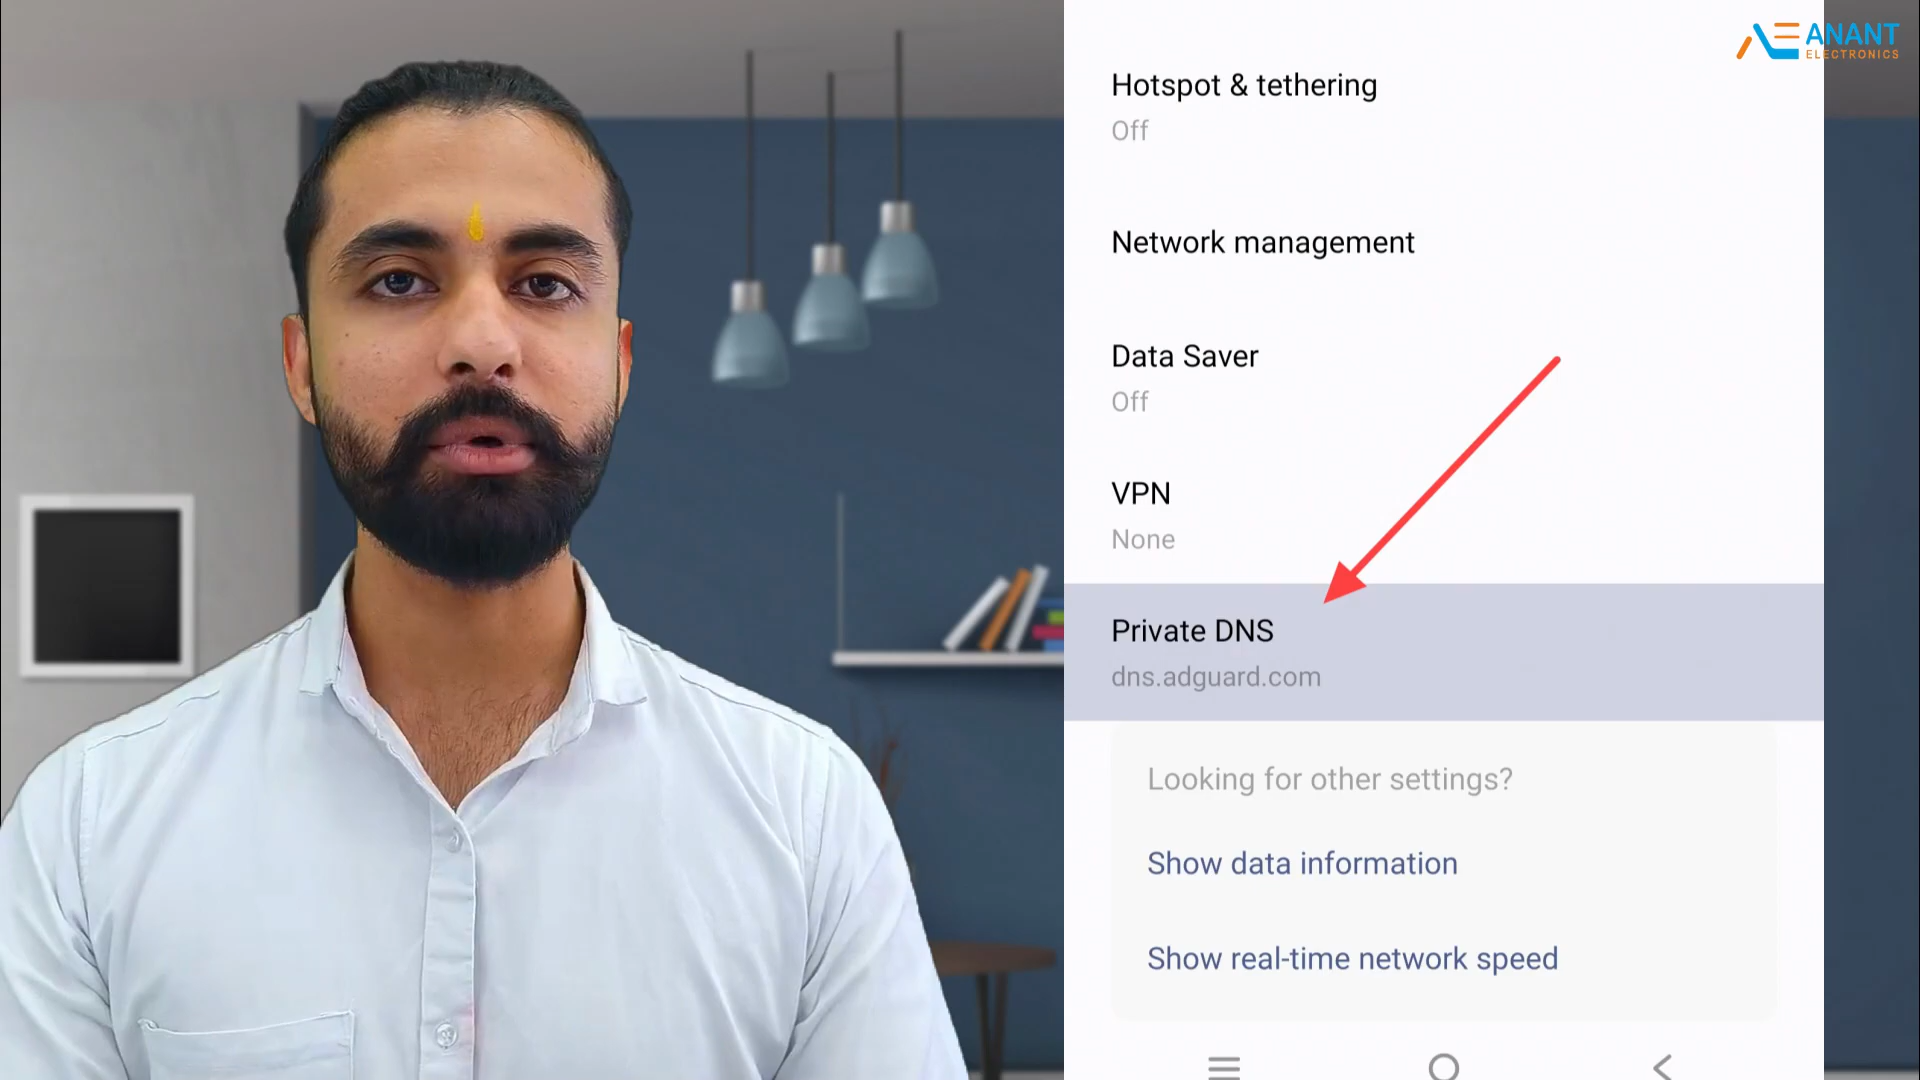 ANANT
ELECTRONICS
Hotspot & tethering
Off
Network management
Data Saver
Off
VPN
None
Private DNS
dns.adguard.com
Looking for other settings?
Show data information
Show real-time network speed